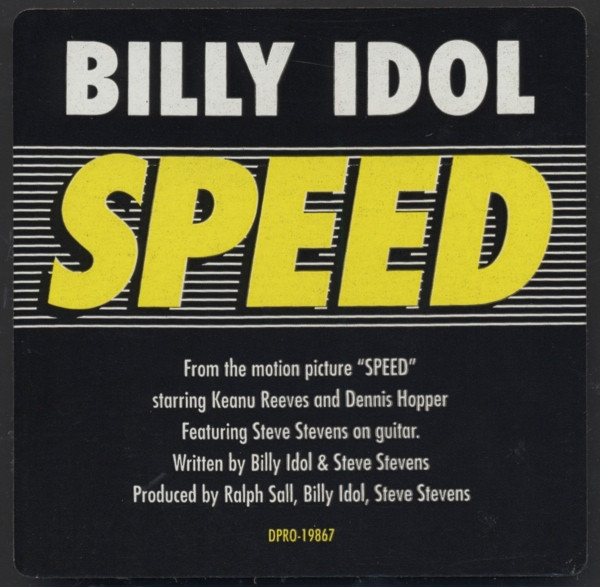 BILLY IDOL
SPEED
From the motion picture “SPEED”
starring Keanu Reeves and Dennis Hopper
Featuring Steve Stevens on guitar.
Written by Billy Idol & Steve Stevens
Produced by Ralph Sall, Billy Idol, Steve Stevens
DPRO-19867